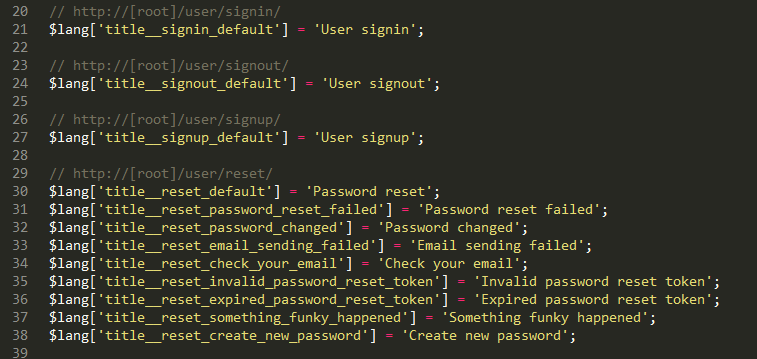 20 // http://[root]/user/signin/
21 $lang['title__signin_default'] = 'User signin';
22
23 // http://[root]/user/signout/
24 $lang['title__signout_default'] = 'User signout';
25
26 // http://[root]/user/signup/
27 $lang['title__signup_default'] = 'User signup';
28
29 // http://[root]/user/reset/
30 $lang['title__reset_default'] = 'Password reset';
31 $lang['title__reset_password_reset_failed'] = 'Password reset failed';
32 $lang['title__reset_password_changed'] = 'Password changed';
33 $lang['title__reset_email_sending_failed'] = 'Email sending failed';
34 $lang['title__reset_check_your_email'] = 'Check your email';
35 $lang['title__reset_invalid_password_reset_token'] = 'Invalid password reset token';
36 $lang['title__reset_expired_password_reset_token'] = 'Expired password reset token';
37 $lang['title__reset_something_funky_happened'] = 'Something funky happened';
38 $lang['title__reset_create_new_password'] = 'Create new password';
39